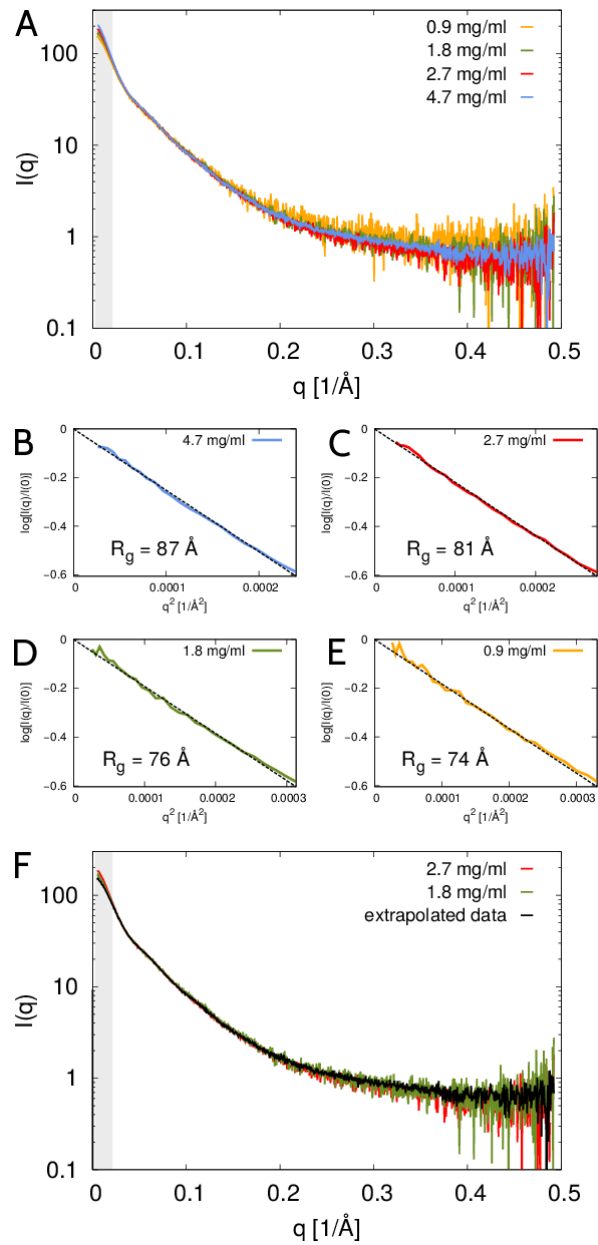 A
0.9 mg/ml
1.8 mg/ml
2.7 mg/ml
4.7 mg/ml
I(q)
100
10
1
0.1
0 0.1 0.2 0.3 0.4 0.5
q [1/Å]
B
4.7 mg/ml
log[I(q)/I(0)]
0
−0.2
−0.4
−0.6
R_g = 87 Å
0 0.0001 0.0002
q² [1/Å²]
C
2.7 mg/ml
log[I(q)/I(0)]
0
−0.2
−0.4
−0.6
R_g = 81 Å
0 0.0001 0.0002
q² [1/Å²]
D
1.8 mg/ml
log[I(q)/I(0)]
0
−0.2
−0.4
−0.6
R_g = 76 Å
0 0.0001 0.0002 0.0003
q² [1/Å²]
E
0.9 mg/ml
log[I(q)/I(0)]
0
−0.2
−0.4
−0.6
R_g = 74 Å
0 0.0001 0.0002 0.0003
q² [1/Å²]
F
2.7 mg/ml
1.8 mg/ml
extrapolated data
I(q)
100
10
1
0.1
0 0.1 0.2 0.3 0.4 0.5
q [1/Å]